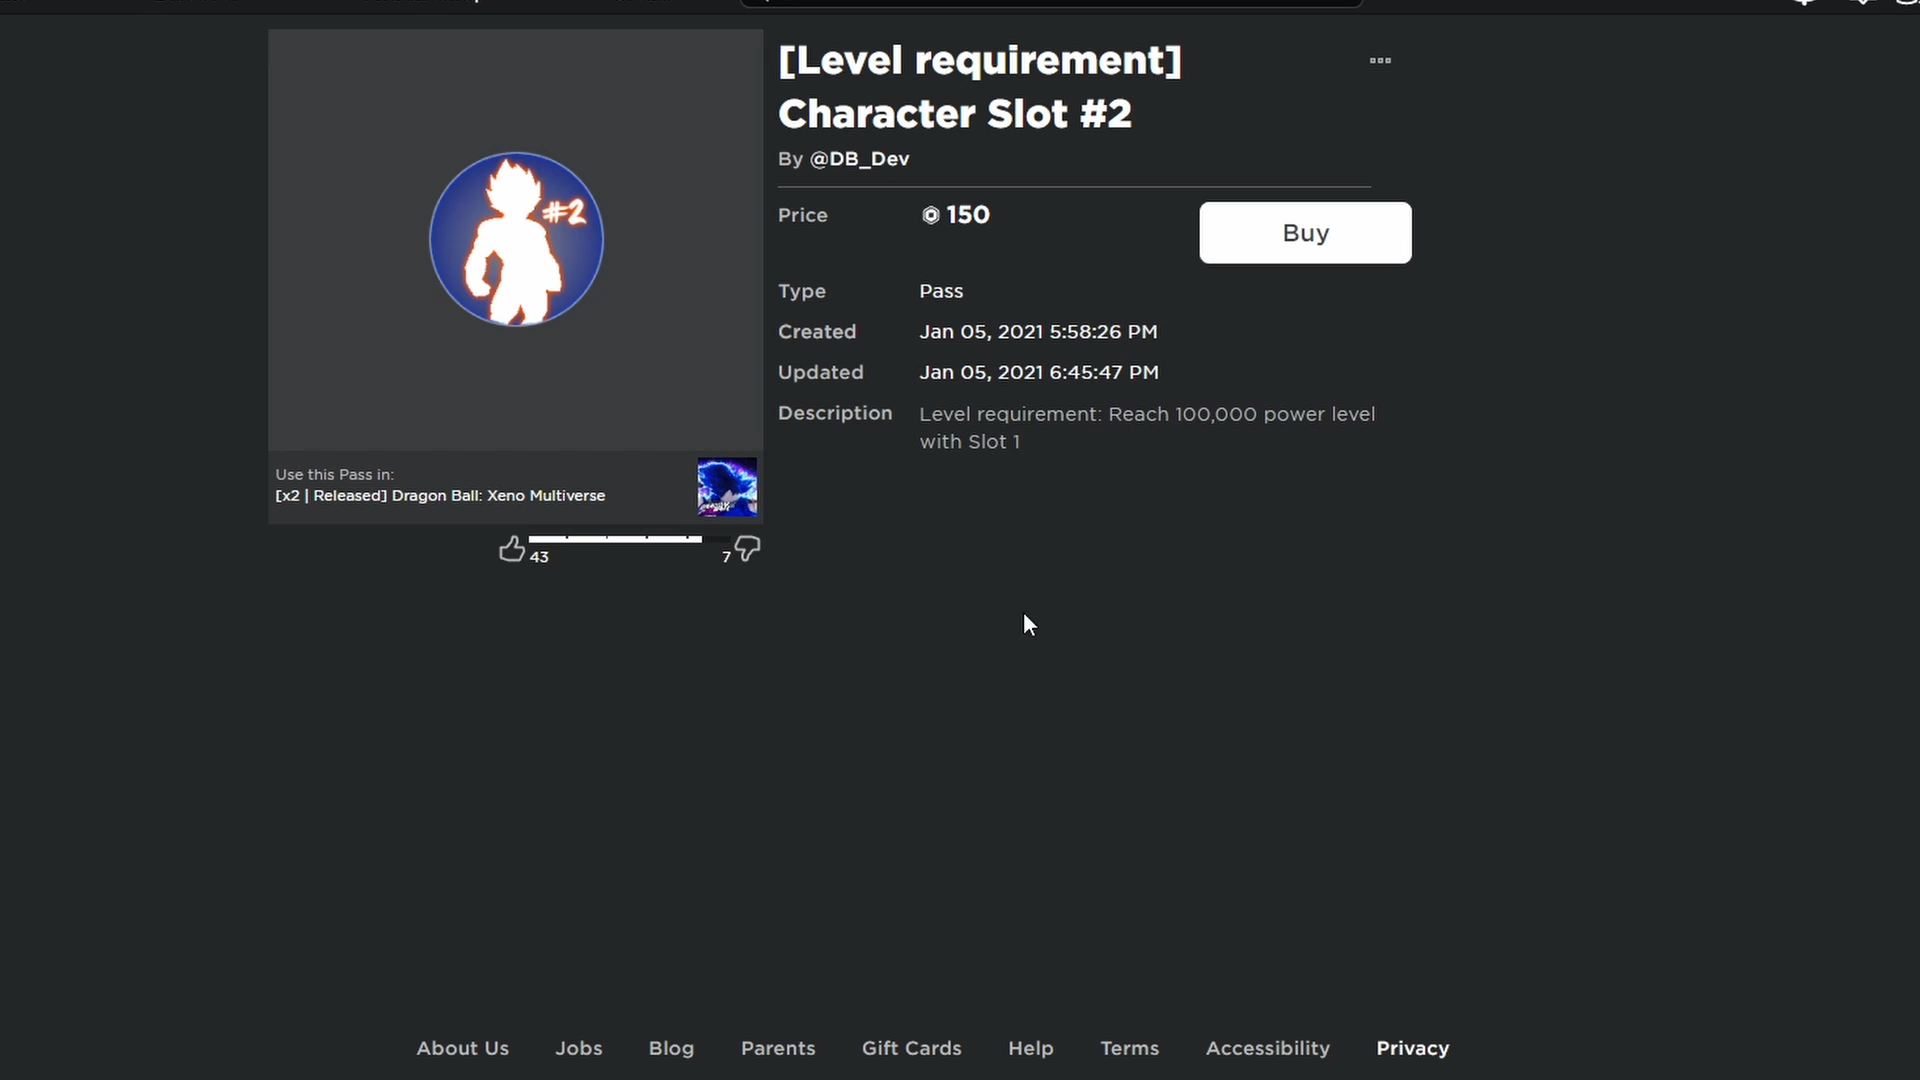 [Level requirement]
Character Slot #2
By @DB_Dev
#2
Price 150
Buy
Type Pass
Created Jan 05, 2021 5:58:26 PM
Updated Jan 05, 2021 6:45:47 PM
Description Level requirement: Reach 100,000 power level
with Slot 1
Use this Pass in:
[x2 | Released] Dragon Ball: Xeno Multiverse
43 7
About Us Jobs Blog Parents Gift Cards Help Terms Accessibility Privacy